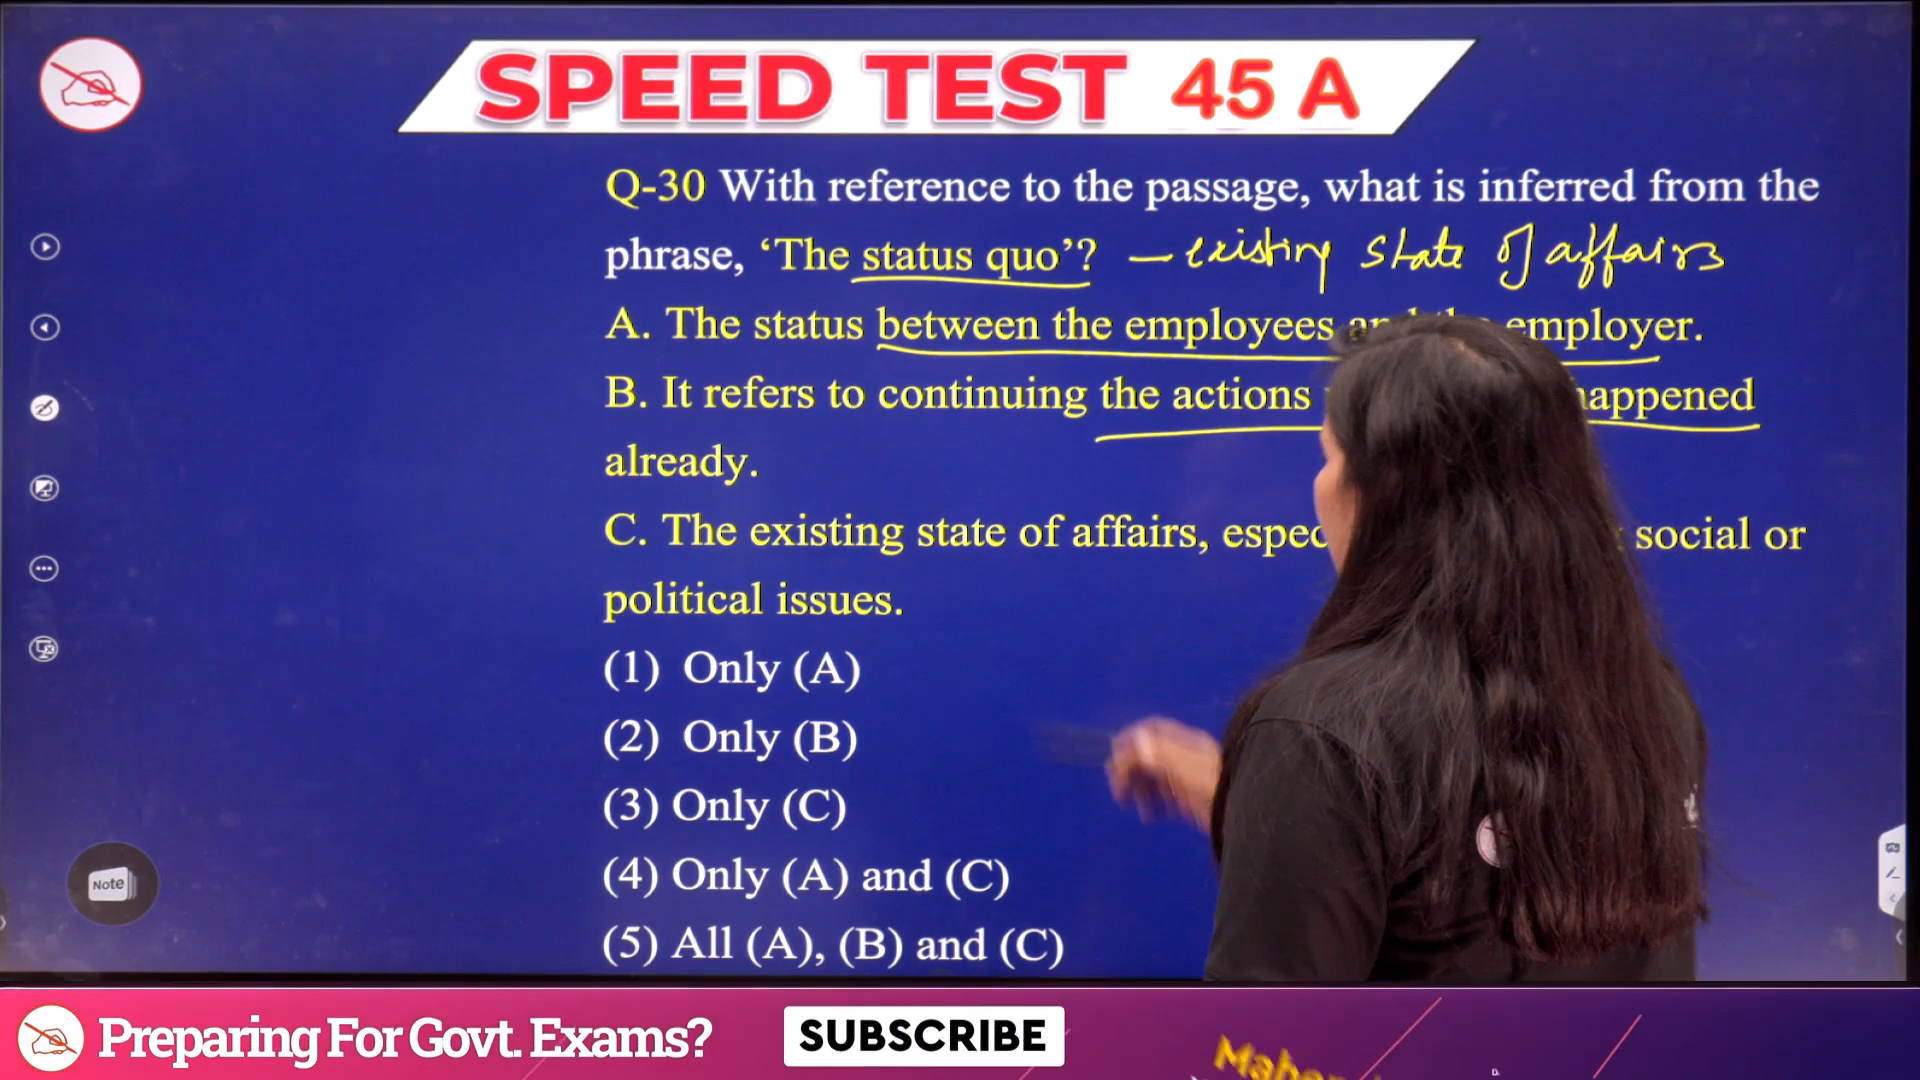 SPEED TEST 45 A
Q-30 With reference to the passage, what is inferred from the
phrase, ‘The status quo’? — existing state of affairs
A. The status between the employees employer.
B. It refers to continuing the actions happened
already.
C. The existing state of affairs, social or
political issues.
(1) Only (A)
(2) Only (B)
(3) Only (C)
(4) Only (A) and (C)
(5) All (A), (B) and (C)
Note
Preparing For Govt. Exams? SUBSCRIBE